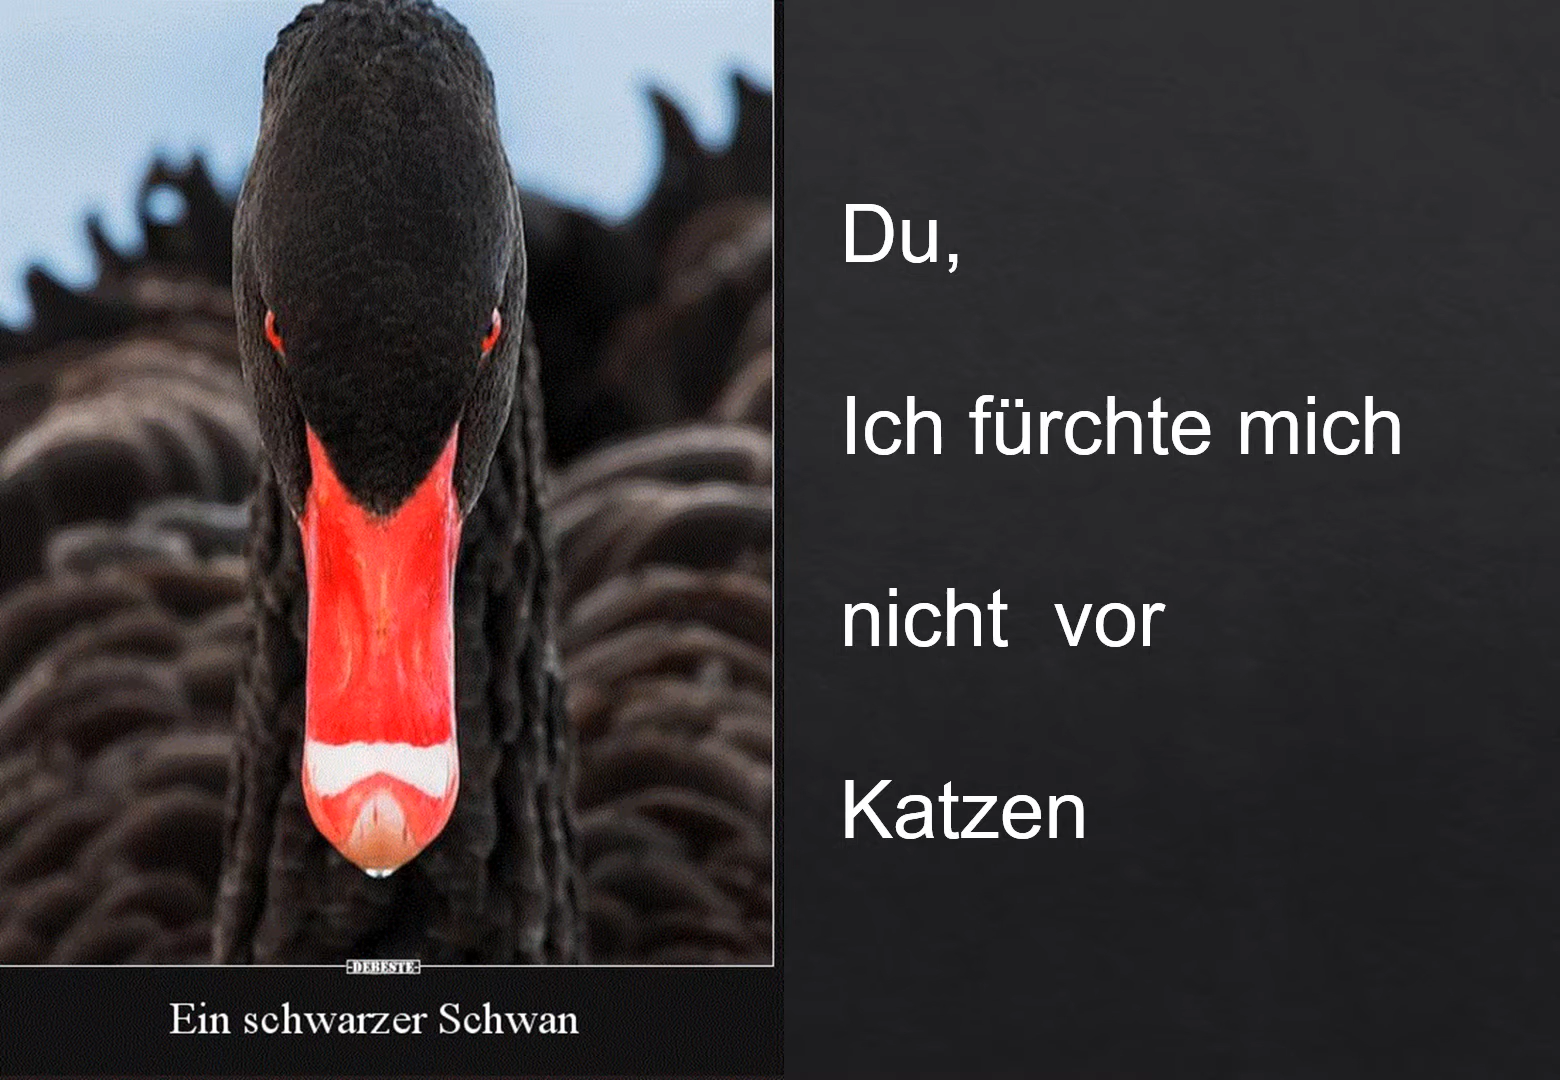 -DEBESTE-
Ein schwarzer Schwan
Du,
Ich fürchte mich
nicht  vor
Katzen